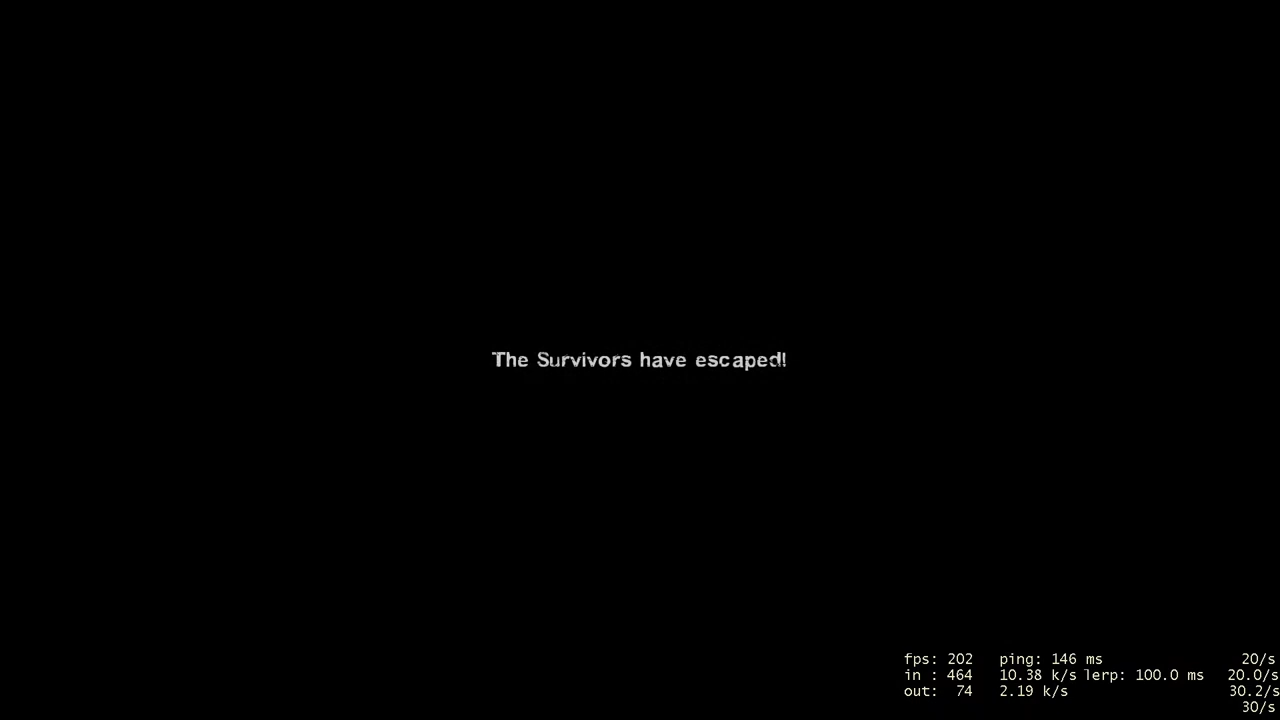 The Survivors have escaped!
fps: 202 ping: 146 ms 20/s
in : 464 10.38 k/s lerp: 100.0 ms 20.0/s
out: 74 2.19 k/s 30.2/s
30/s